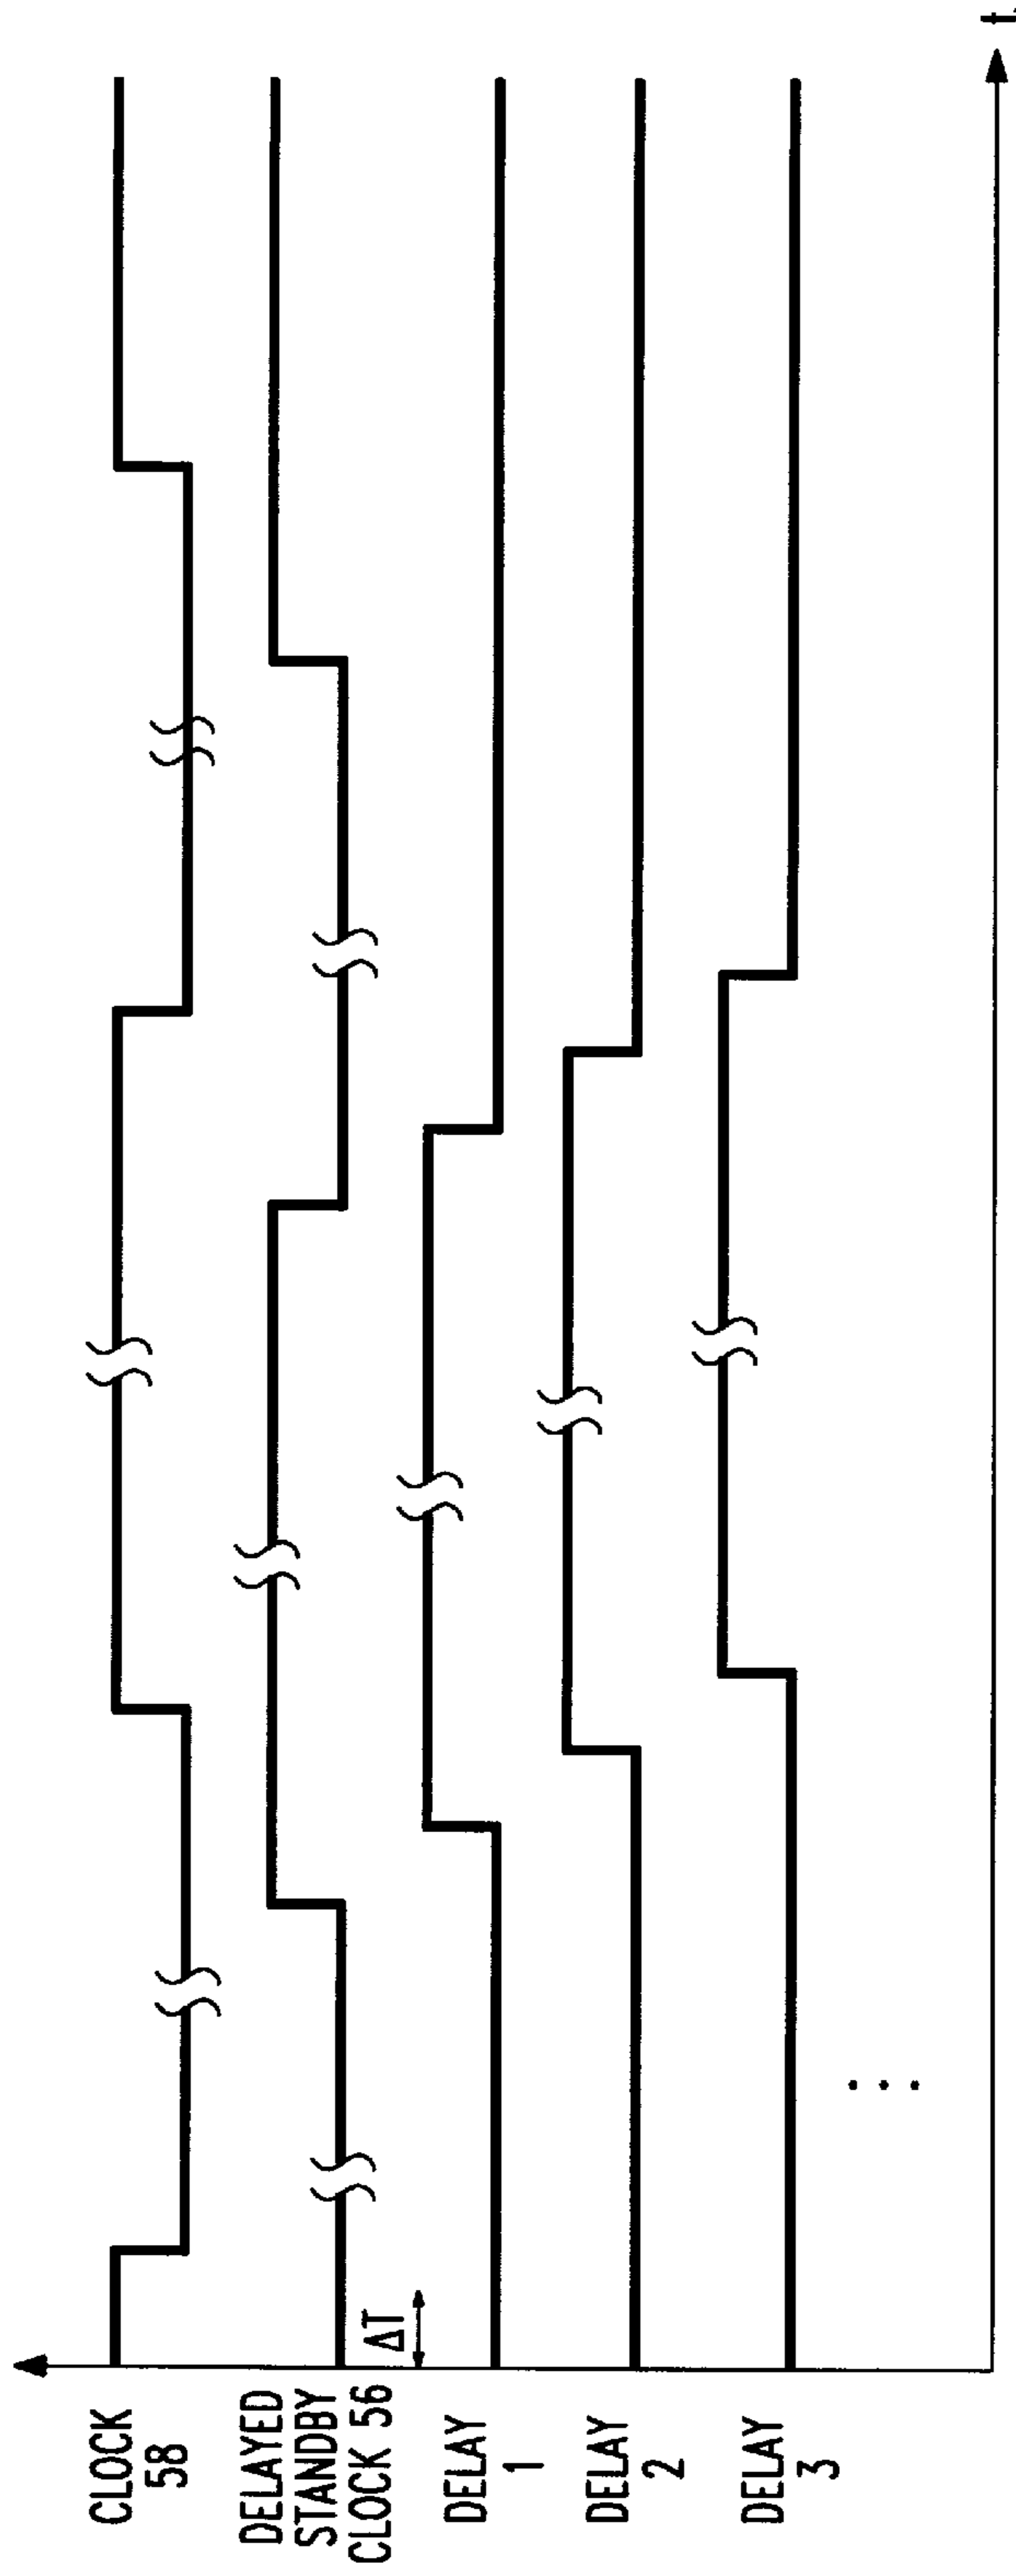 CLOCK
58
DELAYED
STANDBY
CLOCK 56
ΔT
DELAY
1
DELAY
2
DELAY
3
t